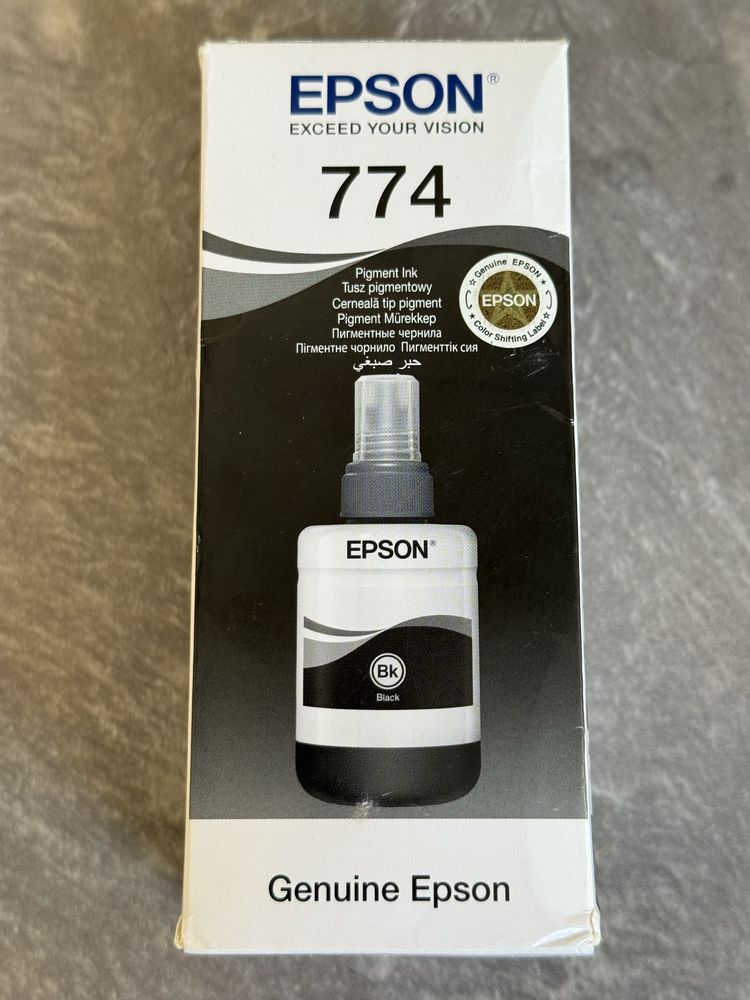 EPSON®
EXCEED YOUR VISION
774
Pigment Ink
Tusz pigmentowy
Cerneală tip pigment
Pigment Mürekkep
Пигментные чернила
Пігментне чорнило Пигменттік сия
حبر صبغي
Genuine EPSON
EPSON
Color Shifting Label
EPSON®
Bk
Black
Genuine Epson